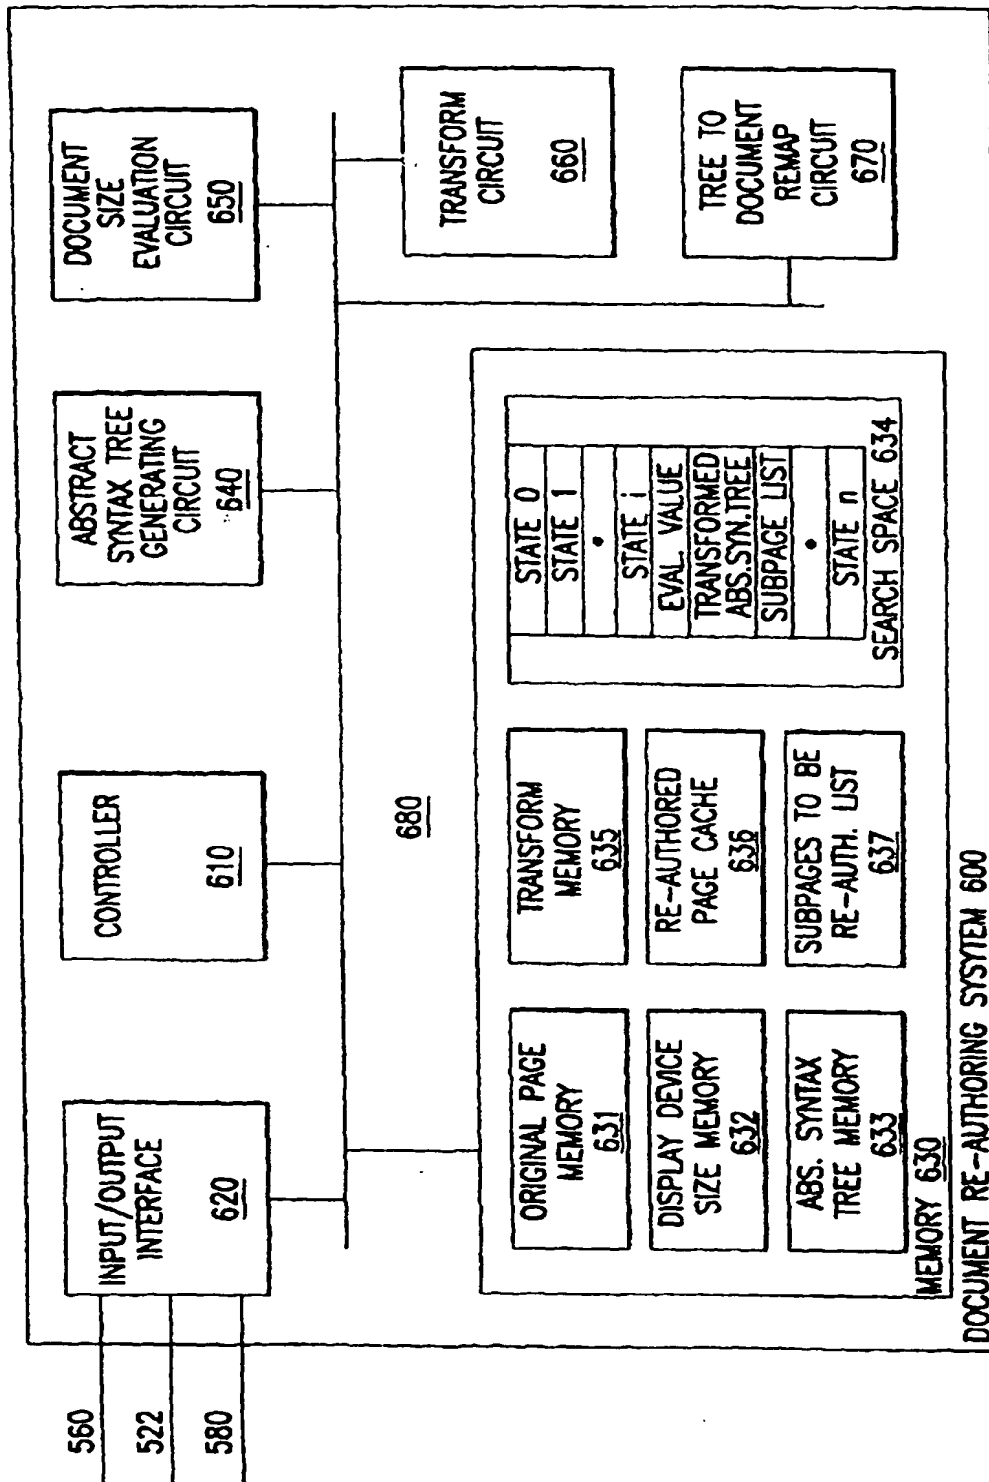 560
522
580
INPUT/OUTPUT
INTERFACE
620
CONTROLLER
610
ABSTRACT
SYNTAX TREE
GENERATING
CIRCUIT
640
DOCUMENT
SIZE
EVALUATION
CIRCUIT
650
TRANSFORM
CIRCUIT
660
TREE TO
DOCUMENT
REMAP
CIRCUIT
670
680
ORIGINAL PAGE
MEMORY
631
DISPLAY DEVICE
SIZE MEMORY
632
ABS. SYNTAX
TREE MEMORY
633
TRANSFORM
MEMORY
635
RE-AUTHORED
PAGE CACHE
636
SUBPAGES TO BE
RE-AUTH. LIST
637
STATE 0
STATE 1
•
STATE i
EVAL. VALUE
TRANSFORMED
ABS.SYN.TREE
SUBPAGE LIST
•
STATE n
SEARCH SPACE 634
MEMORY 630
DOCUMENT RE-AUTHORING SYSYTEM 600